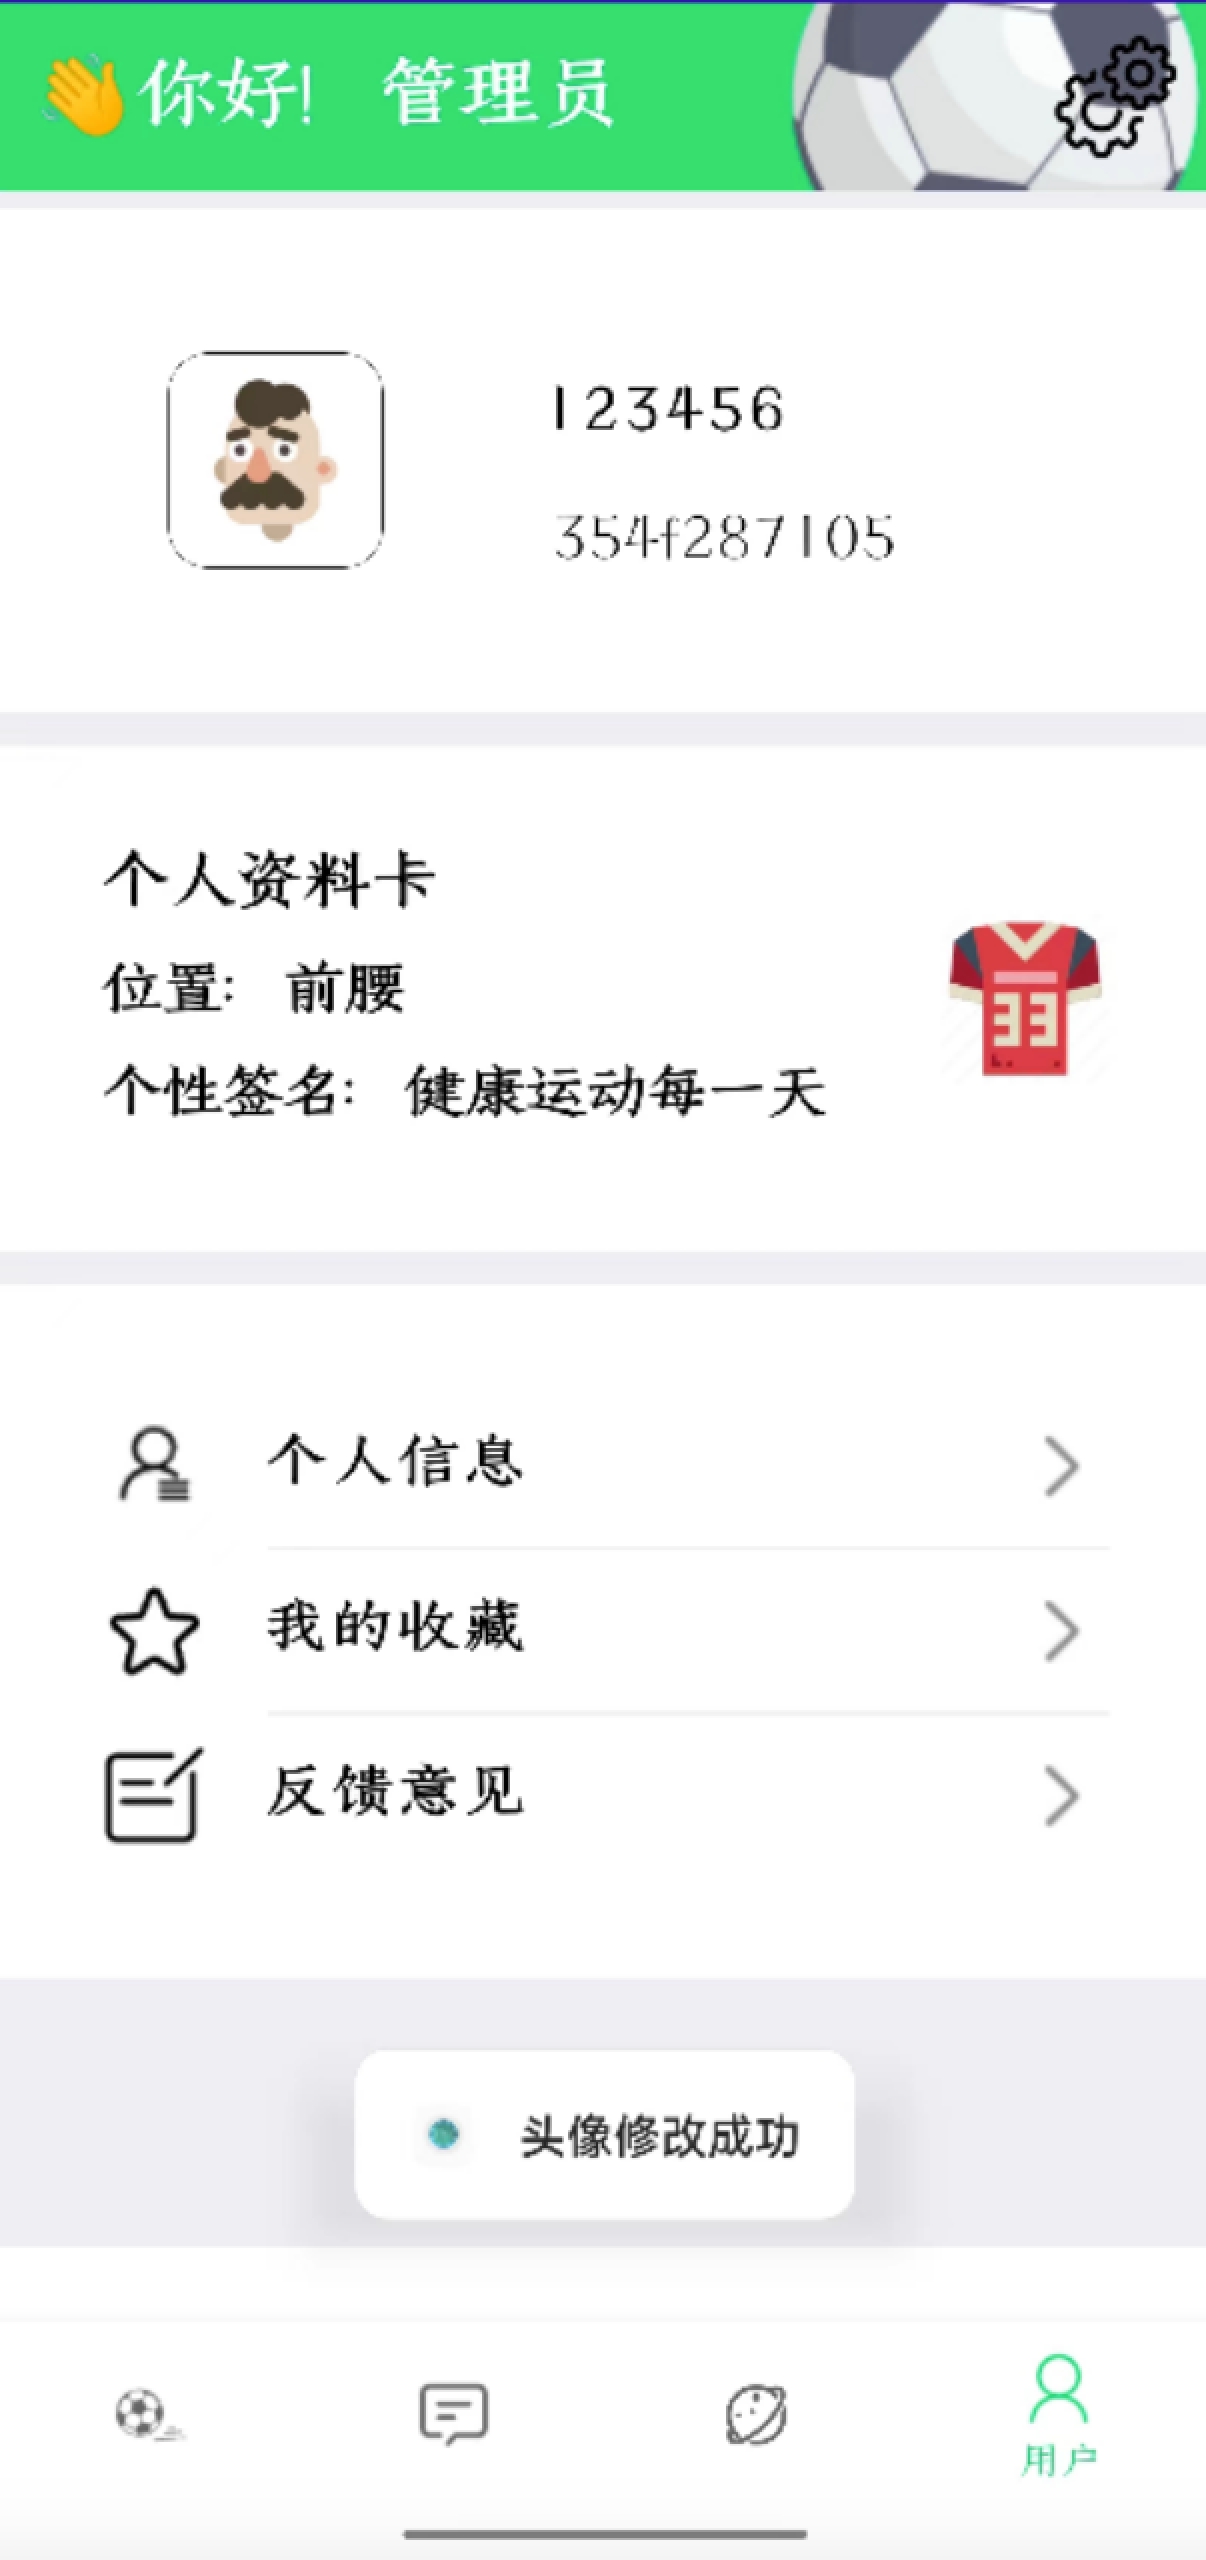 你好! 管理员
123456
354f287105
个人资料卡
位置: 前腰
33
个性签名: 健康运动每一天
个人信息
我的收藏
反馈意见
头像修改成功
用户